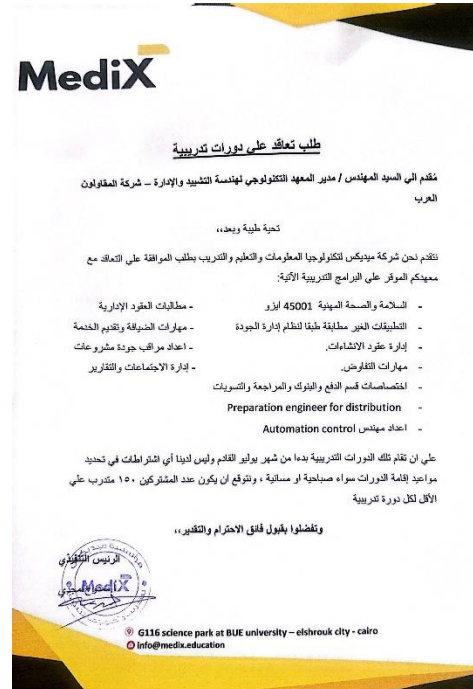 MediX
طلب تعاقد على دورات تدريبية
مُقدم الي السيد المهندس / مدير المعهد التكنولوجي لهندسة التشييد والإدارة – شركة المقاولون
العرب
تحية طيبة وبعد،،
نتقدم نحن شركة ميديكس لتكنولوجيا المعلومات والتعليم والتدريب بطلب الموافقة علي التعاقد مع
معهدكم الموقر علي البرامج التدريبية الآتية:
- السلامة والصحة المهنية 45001 ايزو - مطالبات العقود الإدارية
- التطبيقات الغير مطابقة طبقا لنظام إدارة الجودة - مهارات الضيافة وتقديم الخدمة
- إدارة عقود الانشاءات. - اعداد مراقب جودة مشروعات
- مهارات التفاوض. - إدارة الاجتماعات والتقارير
- اختصاصات قسم الدفع والبنوك والمراجعة والتسويات
- Preparation engineer for distribution
- اعداد مهندس Automation control
علي ان تقام تلك الدورات التدريبية بدءا من شهر يوليو القادم وليس لدينا أي اشتراطات في تحديد
مواعيد إقامة الدورات سواء صباحية او مسائية ، ونتوقع ان يكون عدد المشتركين ١٥٠ متدرب علي
الأقل لكل دورة تدريبية
وتفضلوا بقبول فائق الاحترام والتقدير،،
الرئيس التنفيذي
MediX
G116 science park at BUE university – elshrouk city - cairo
info@medix.education